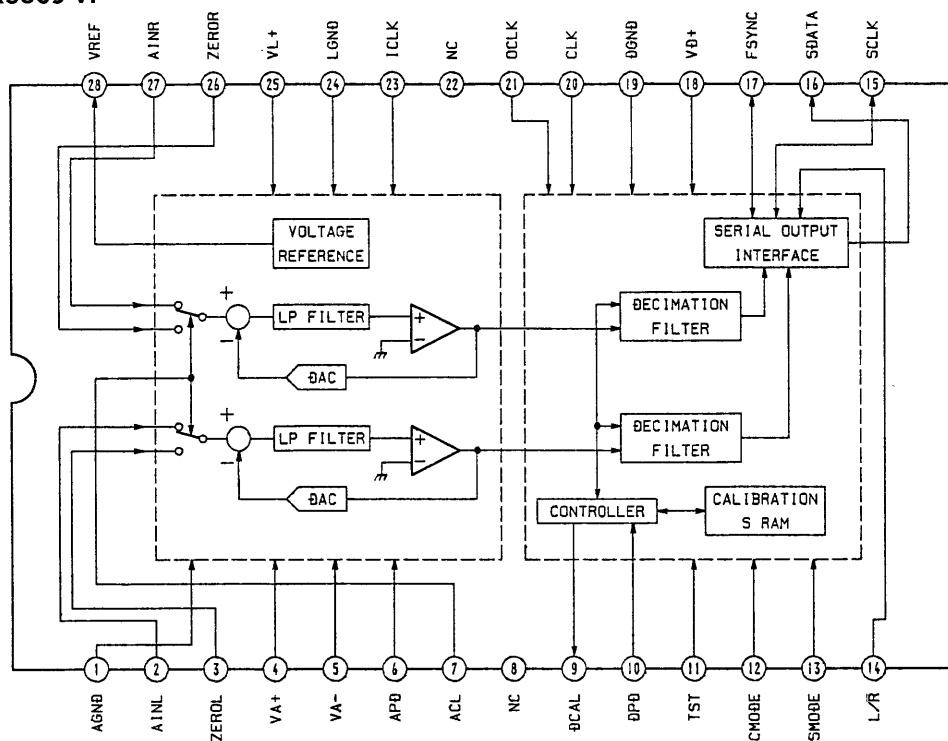 VREF
AINR
ZEROR
VL+
LGND
ICLK
NC
OCLK
CLK
DGND
VD+
FSYNC
SDATA
SCLK
28
27
26
25
24
23
22
21
20
19
18
17
16
15
VOLTAGE
REFERENCE
SERIAL OUTPUT
INTERFACE
+
LP FILTER
+
−
−
DAC
DECIMATION
FILTER
+
LP FILTER
+
−
−
DAC
DECIMATION
FILTER
CONTROLLER
CALIBRATION
S RAM
1
2
3
4
5
6
7
8
9
10
11
12
13
14
AGND
AINL
ZEROL
VA+
VA-
APD
ACL
NC
DCAL
DPD
TST
CMODE
SMODE
L/R̅